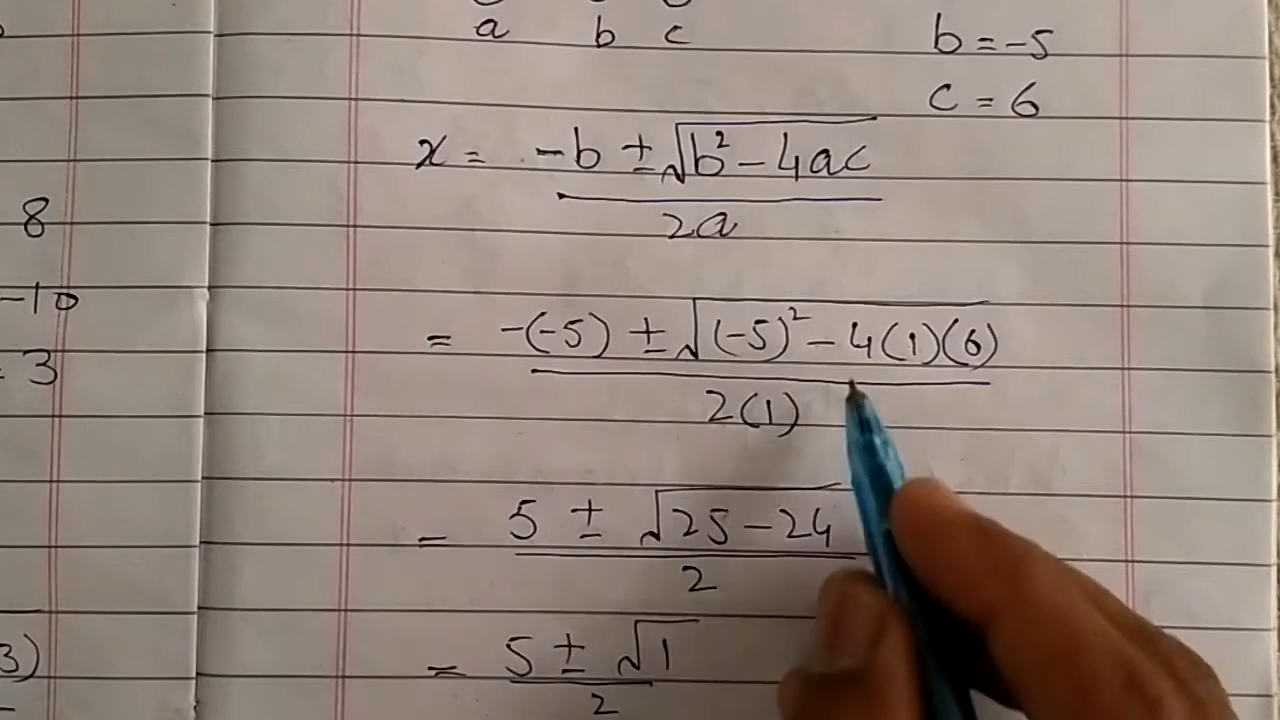 a b c
b = -5
c = 6
x = -b ± √b² - 4ac
2a
8
-10
= -(-5) ± √(-5)² - 4(1)(6)
3
2(1)
= 5 ± √25 - 24
2
3)
= 5 ± √1
2